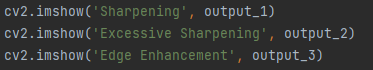 cv2.imshow('Sharpening', output_1)
cv2.imshow('Excessive Sharpening', output_2)
cv2.imshow('Edge Enhancement', output_3)